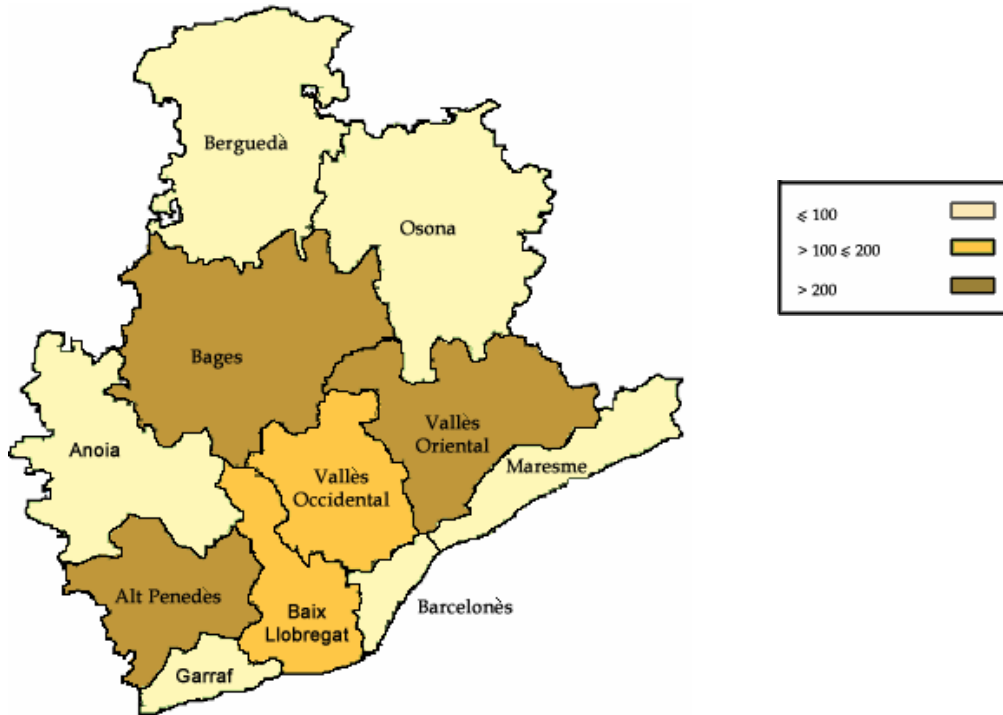 Berguedà
Osona
Bages
Anoia
Vallès
Oriental
Maresme
Vallès
Occidental
Alt Penedès
Baix
Llobregat
Barcelonès
Garraf
⩽ 100
> 100 ⩽ 200
> 200